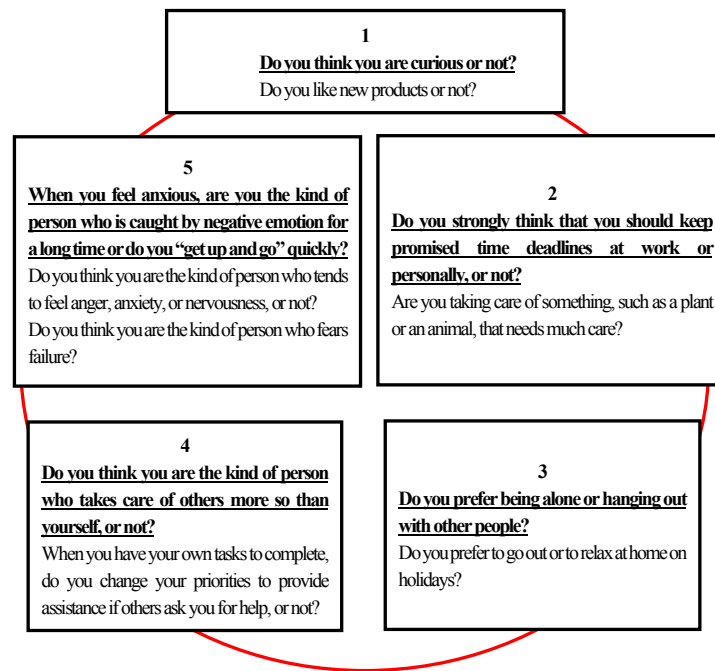 1
Do you think you are curious or not?
Do you like new products or not?
2
Do you strongly think that you should keep
promised time deadlines at work or
personally, or not?
Are you taking care of something, such as a plant
or an animal, that needs much care?
3
Do you prefer being alone or hanging out
with other people?
Do you prefer to go out or to relax at home on
holidays?
4
Do you think you are the kind of person
who takes care of others more so than
yourself, or not?
When you have your own tasks to complete,
do you change your priorities to provide
assistance if others ask you for help, or not?
5
When you feel anxious, are you the kind of
person who is caught by negative emotion for
a long time or do you “get up and go” quickly?
Do you think you are the kind of person who tends
to feel anger, anxiety, or nervousness, or not?
Do you think you are the kind of person who fears
failure?